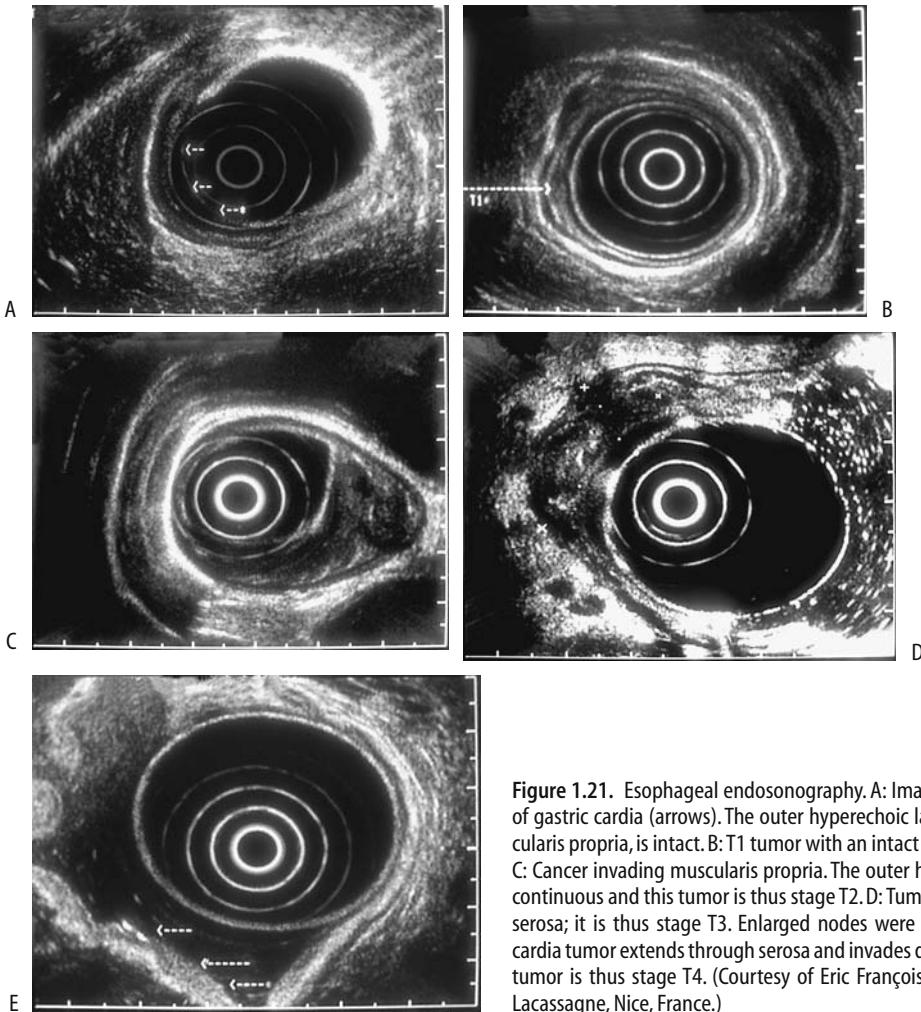 A
B
T1
C
D
E
Figure 1.21. Esophageal endosonography. A: Ima
of gastric cardia (arrows). The outer hyperechoic la
cularis propria, is intact. B: T1 tumor with an intact
C: Cancer invading muscularis propria. The outer h
continuous and this tumor is thus stage T2. D: Tum
serosa; it is thus stage T3. Enlarged nodes were
cardia tumor extends through serosa and invades c
tumor is thus stage T4. (Courtesy of Eric François
Lacassagne, Nice, France.)